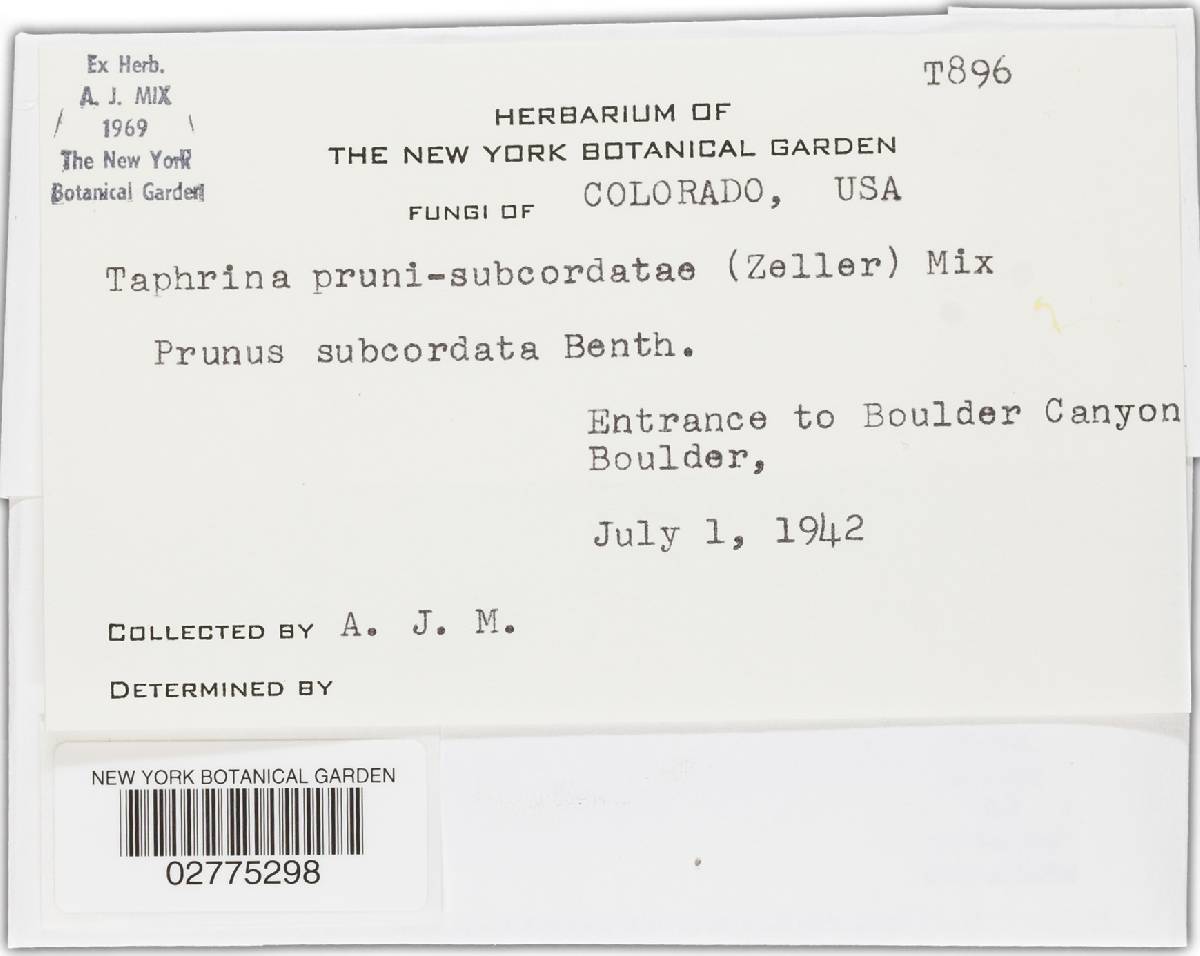 Ex Herb.
A. J. MIX
1969
The New York
Botanical Garden
T896
HERBARIUM OF
THE NEW YORK BOTANICAL GARDEN
FUNGI OF COLORADO, USA
Taphrina pruni-subcordatae (Zeller) Mix
Prunus subcordata Benth.
Entrance to Boulder Canyon
Boulder,
July 1, 1942
COLLECTED BY A. J. M.
DETERMINED BY
NEW YORK BOTANICAL GARDEN
02775298